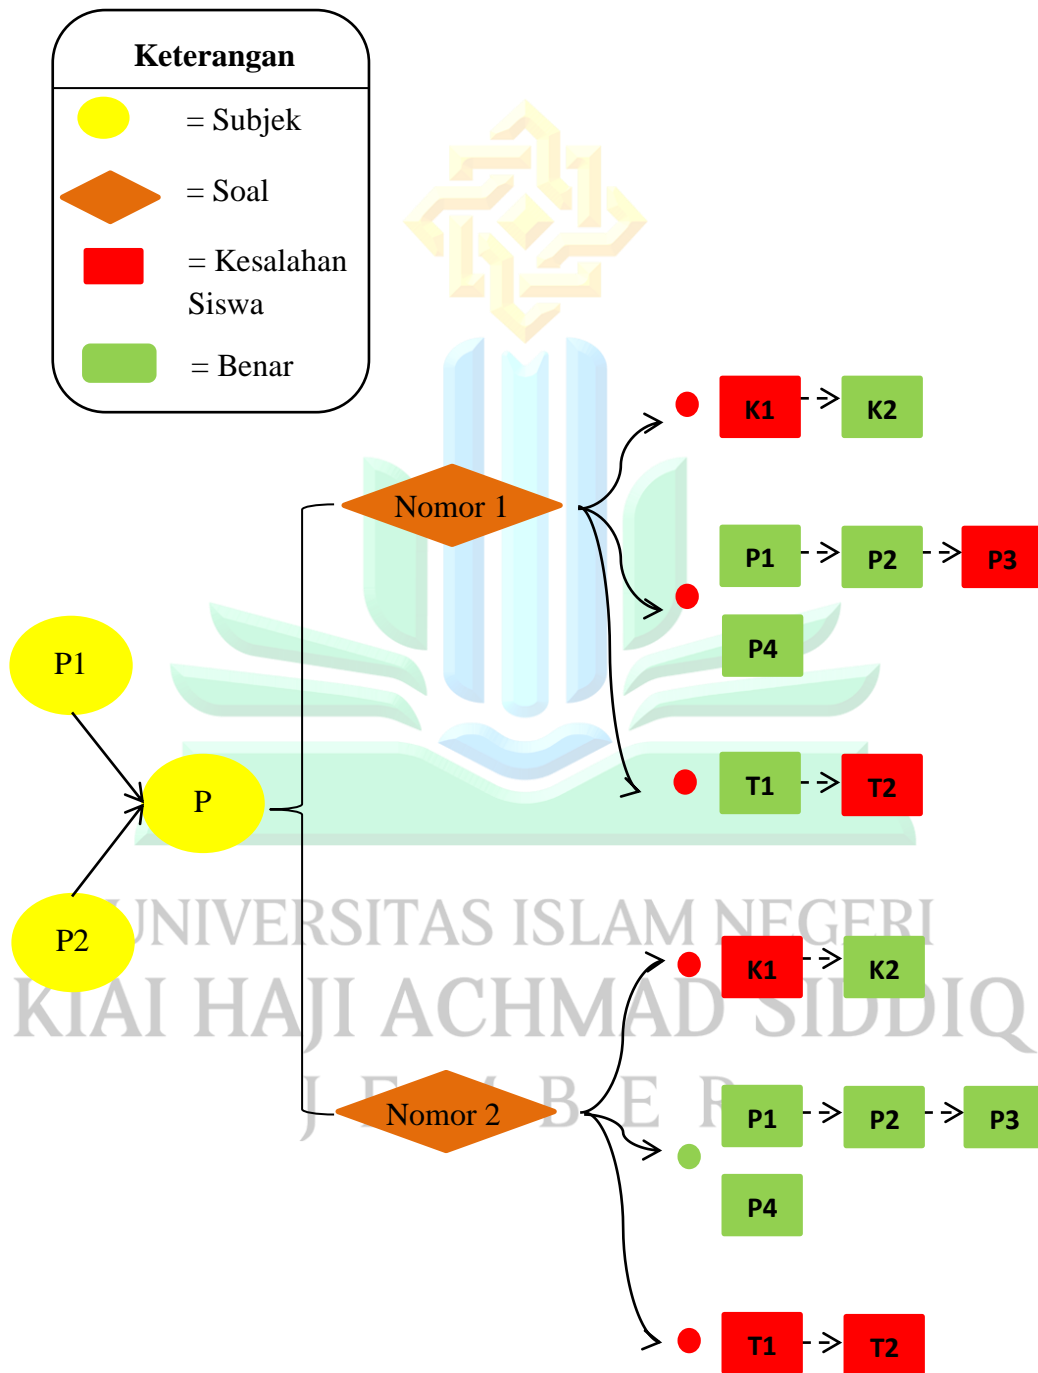 Keterangan
= Subjek
= Soal
= Kesalahan
Siswa
= Benar
K1 K2
Nomor 1
P1 P2 P3
P4
P1
T1 T2
P
UNIVERSITAS ISLAM NEGERI
P2
K1 K2
KIAI HAJI ACHMAD SIDDIQ
JEMBER
Nomor 2
P1 P2 P3
P4
T1 T2